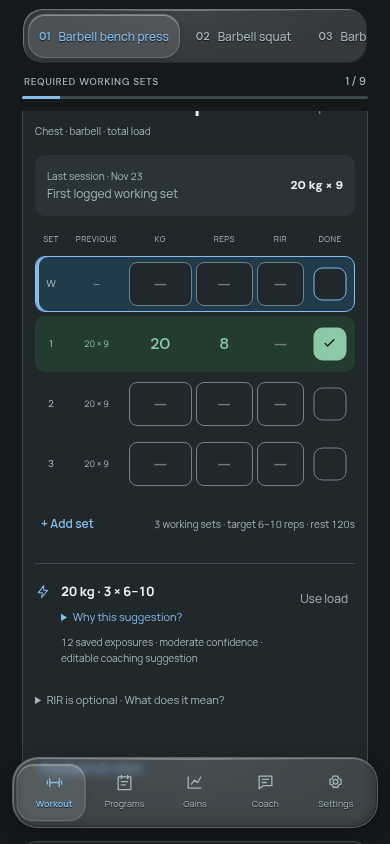 01 Barbell bench press 02 Barbell squat 03 Barb
REQUIRED WORKING SETS 1 / 9
Chest · barbell · total load
Last session · Nov 23
First logged working set
20 kg × 9
SET PREVIOUS KG REPS RIR DONE
W — — — —
1 20 × 9 20 8 —
2 20 × 9 — — —
3 20 × 9 — — —
+ Add set 3 working sets · target 6–10 reps · rest 120s
20 kg · 3 × 6–10
Use load
Why this suggestion?
12 saved exposures · moderate confidence ·
editable coaching suggestion
RIR is optional · What does it mean?
Workout Programs Gains Coach Settings